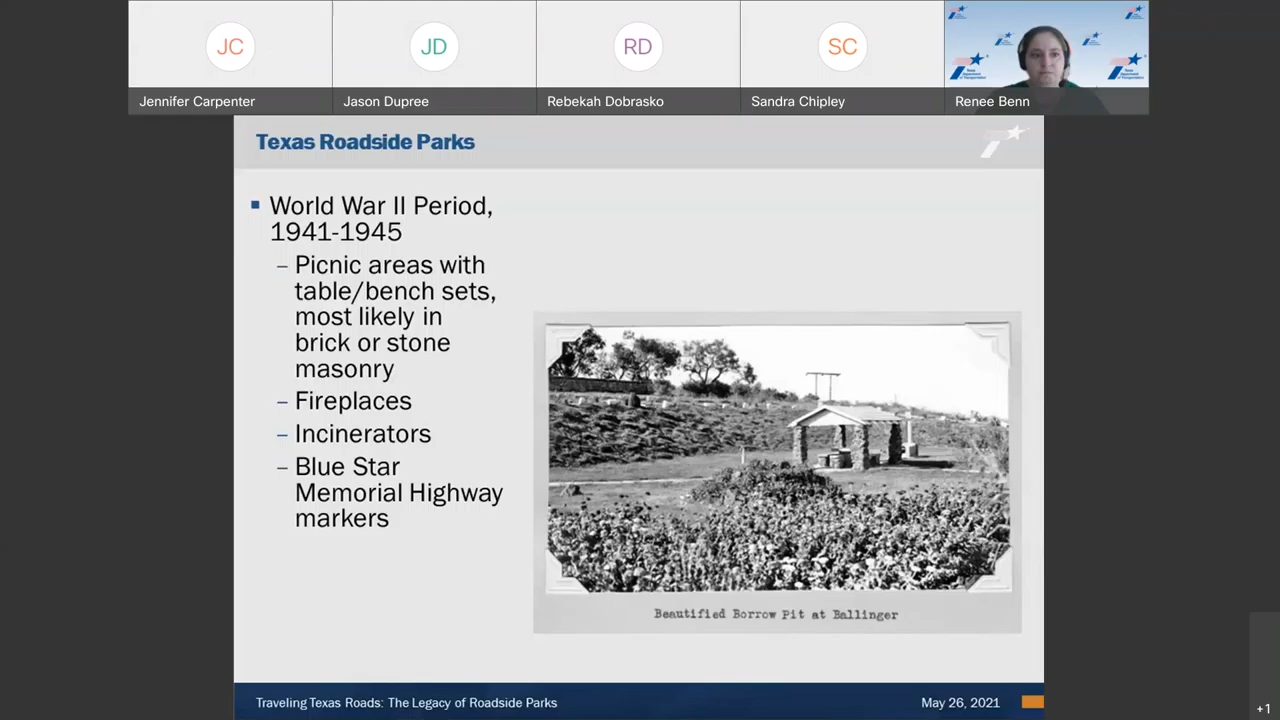 JC
JD
RD
SC
Jennifer Carpenter
Jason Dupree
Rebekah Dobrasko
Sandra Chipley
Renee Benn
Texas Roadside Parks
World War II Period,
1941-1945
– Picnic areas with
table/bench sets,
most likely in
brick or stone
masonry
– Fireplaces
– Incinerators
– Blue Star
Memorial Highway
markers
Beautified Borrow Pit at Ballinger
Traveling Texas Roads: The Legacy of Roadside Parks
May 26, 2021
+1